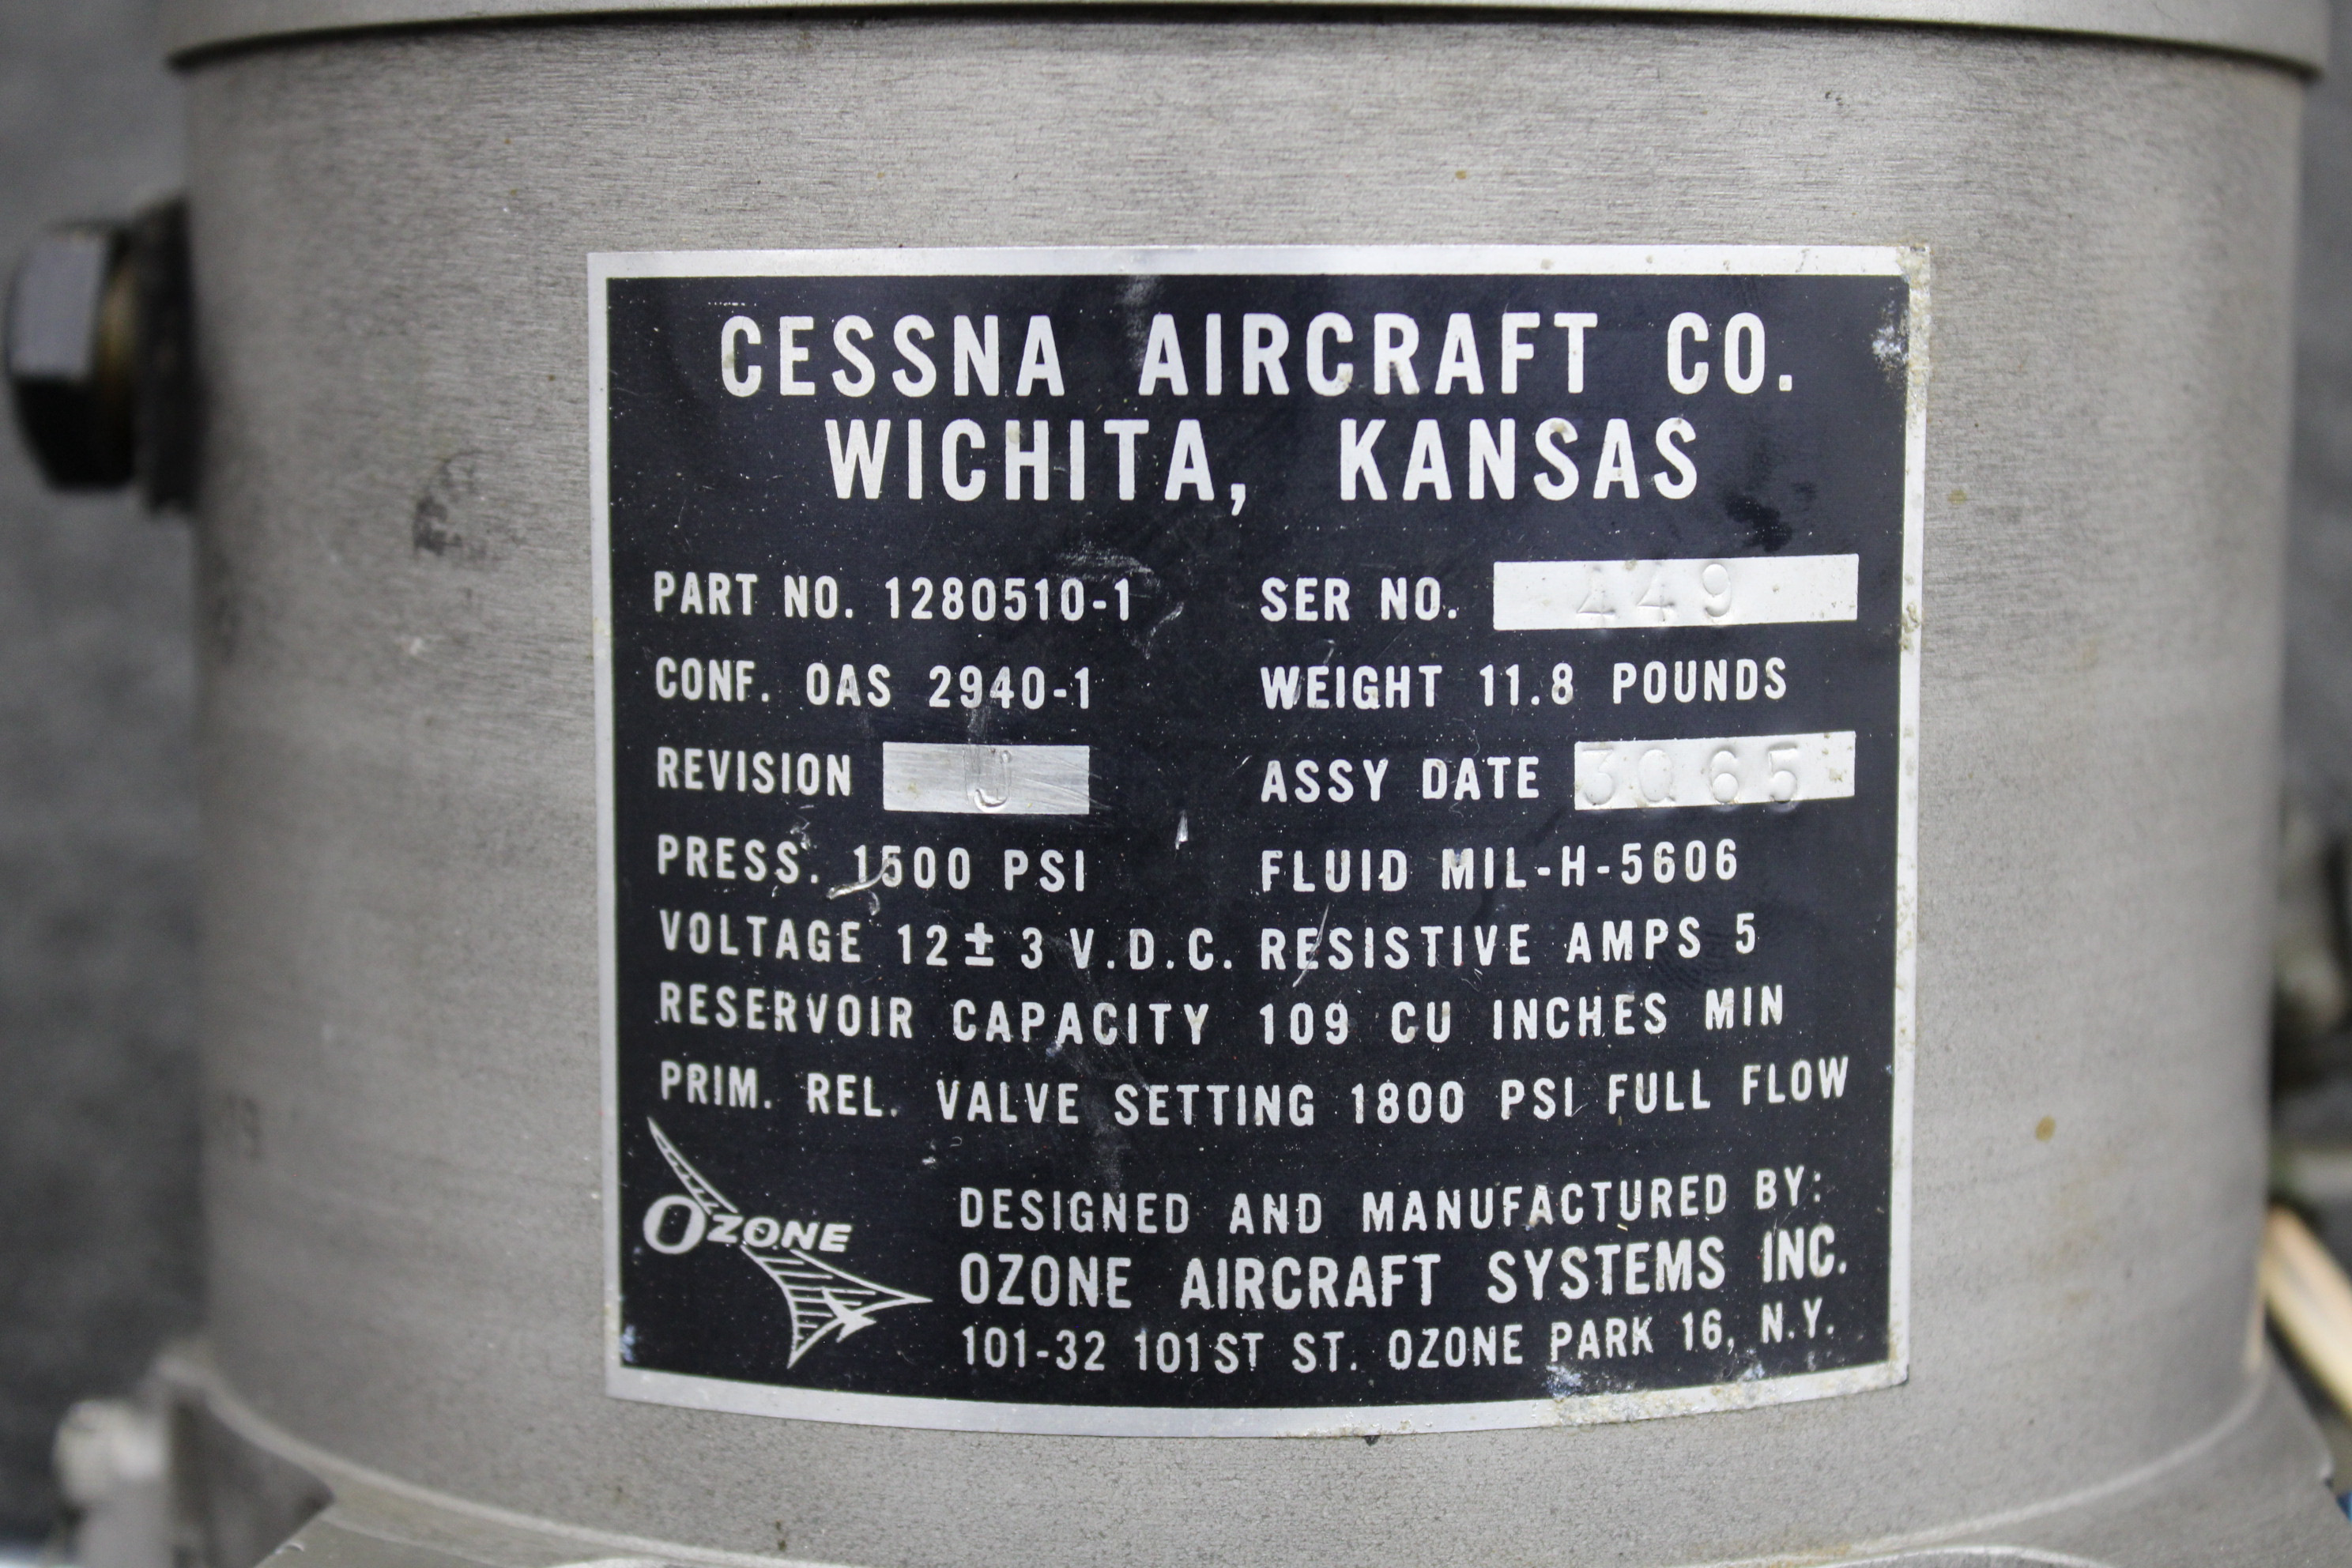 CESSNA AIRCRAFT CO.
WICHITA, KANSAS
PART NO. 1280510-1 SER NO. 449
CONF. OAS 2940-1 WEIGHT 11.8 POUNDS
REVISION J ASSY DATE 3Q65
PRESS. 1500 PSI FLUID MIL-H-5606
VOLTAGE 12 ± 3 V.D.C. RESISTIVE AMPS 5
RESERVOIR CAPACITY 109 CU INCHES MIN
PRIM. REL. VALVE SETTING 1800 PSI FULL FLOW
OZONE
DESIGNED AND MANUFACTURED BY:
OZONE AIRCRAFT SYSTEMS INC.
101-32 101ST ST. OZONE PARK 16, N.Y.